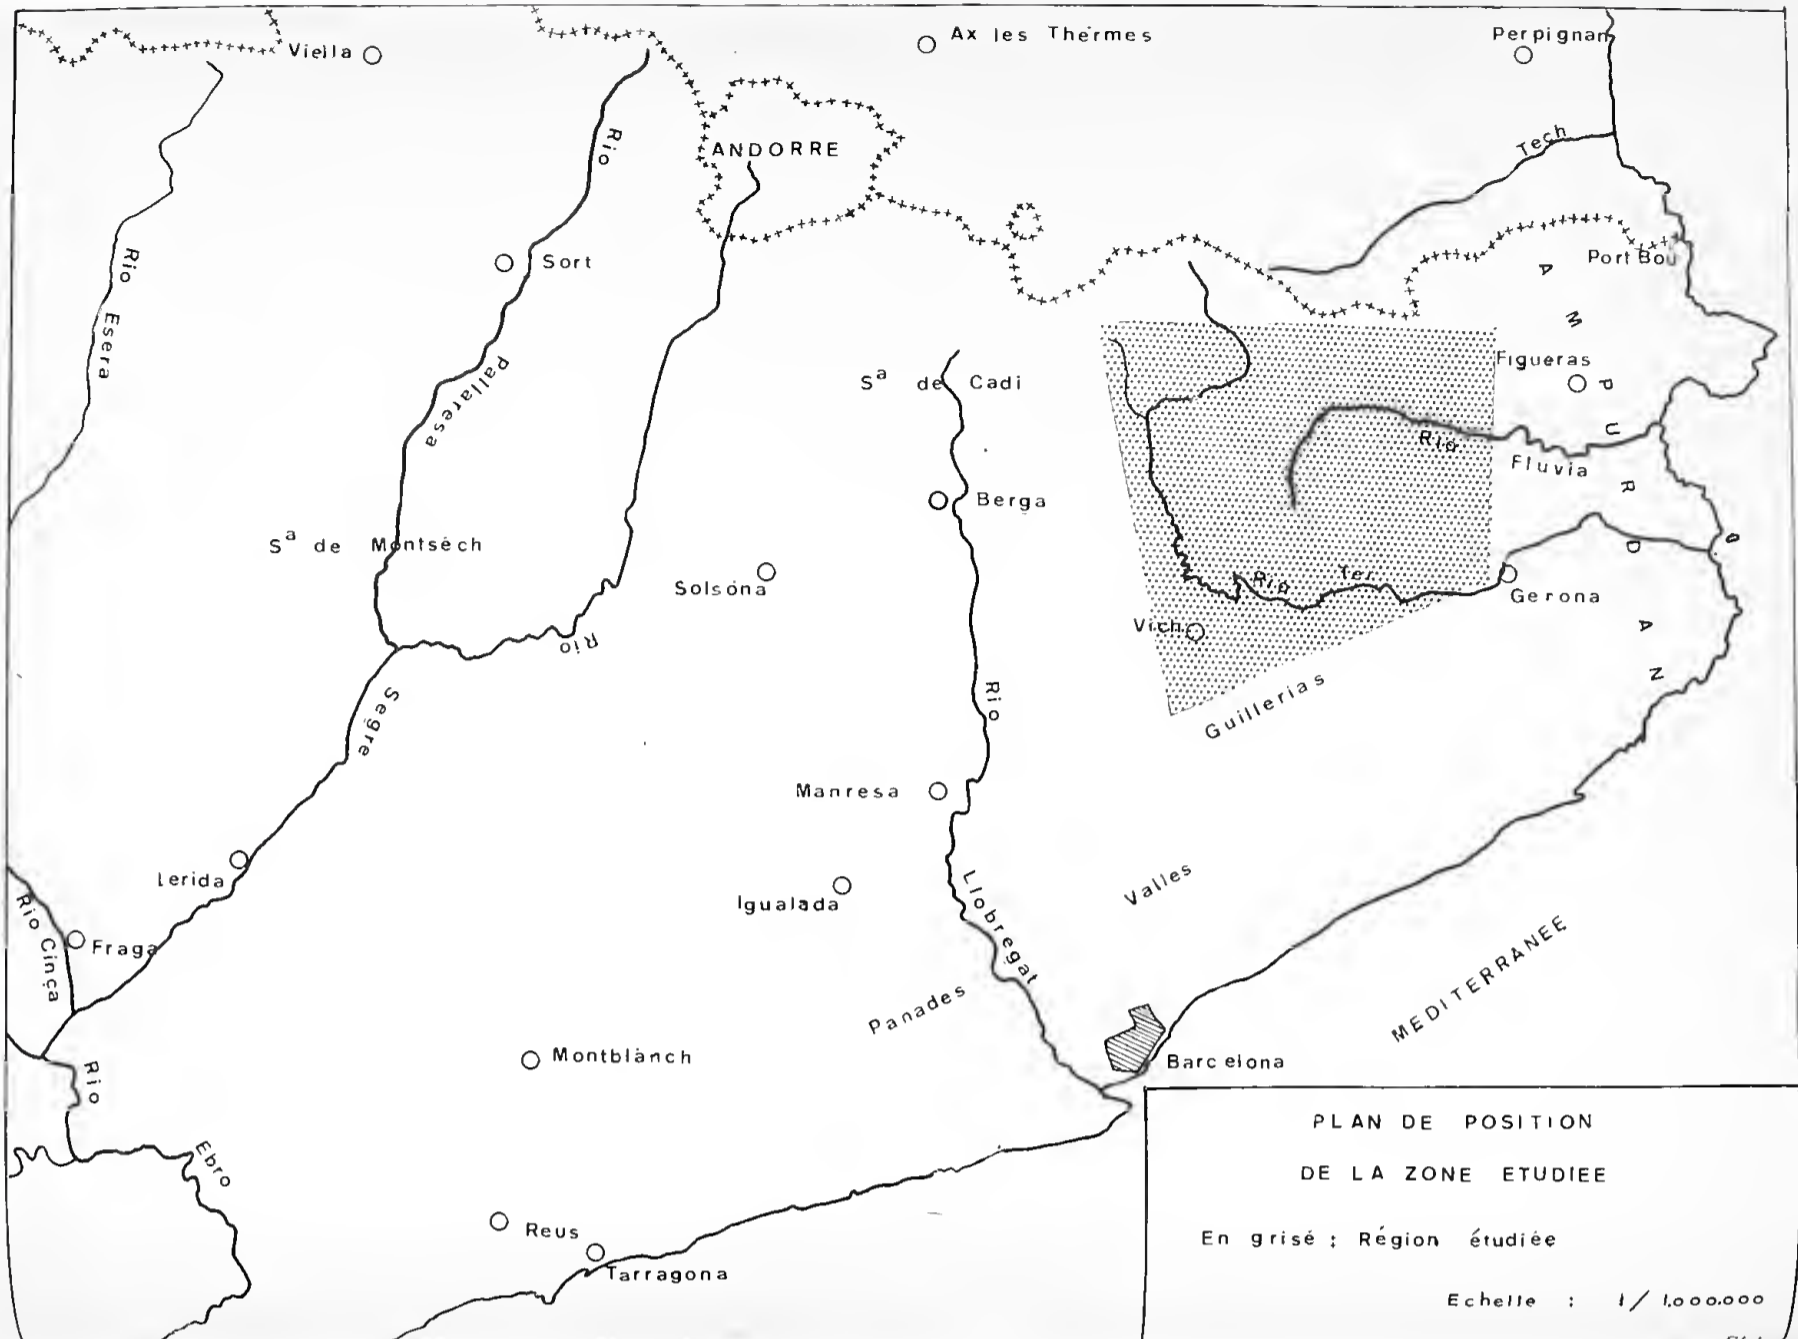 Viella
Ax les Thermes
Perpignan
Tech
Rio
ANDORRE
Port Bou
Sort
Rio Esera
AMPURDAN
Pallaresa
Figueras
Sª de Cadi
Rio Fluvia
Berga
Sª de Montsech
Solsona
Rio Ter
Gerona
Vich
Rio
Segre
Rio
Guillerias
Manresa
Lerida
Igualada
Llobregat
Valles
Rio Cinça
Fraga
Panades
MEDITERRANEE
Montblanch
Barcelona
Rio
Ebro
Reus
Tarragona
PLAN DE POSITION
DE LA ZONE ETUDIEE
En grisé : Région étudiée
Echelle : 1/ 1.000.000